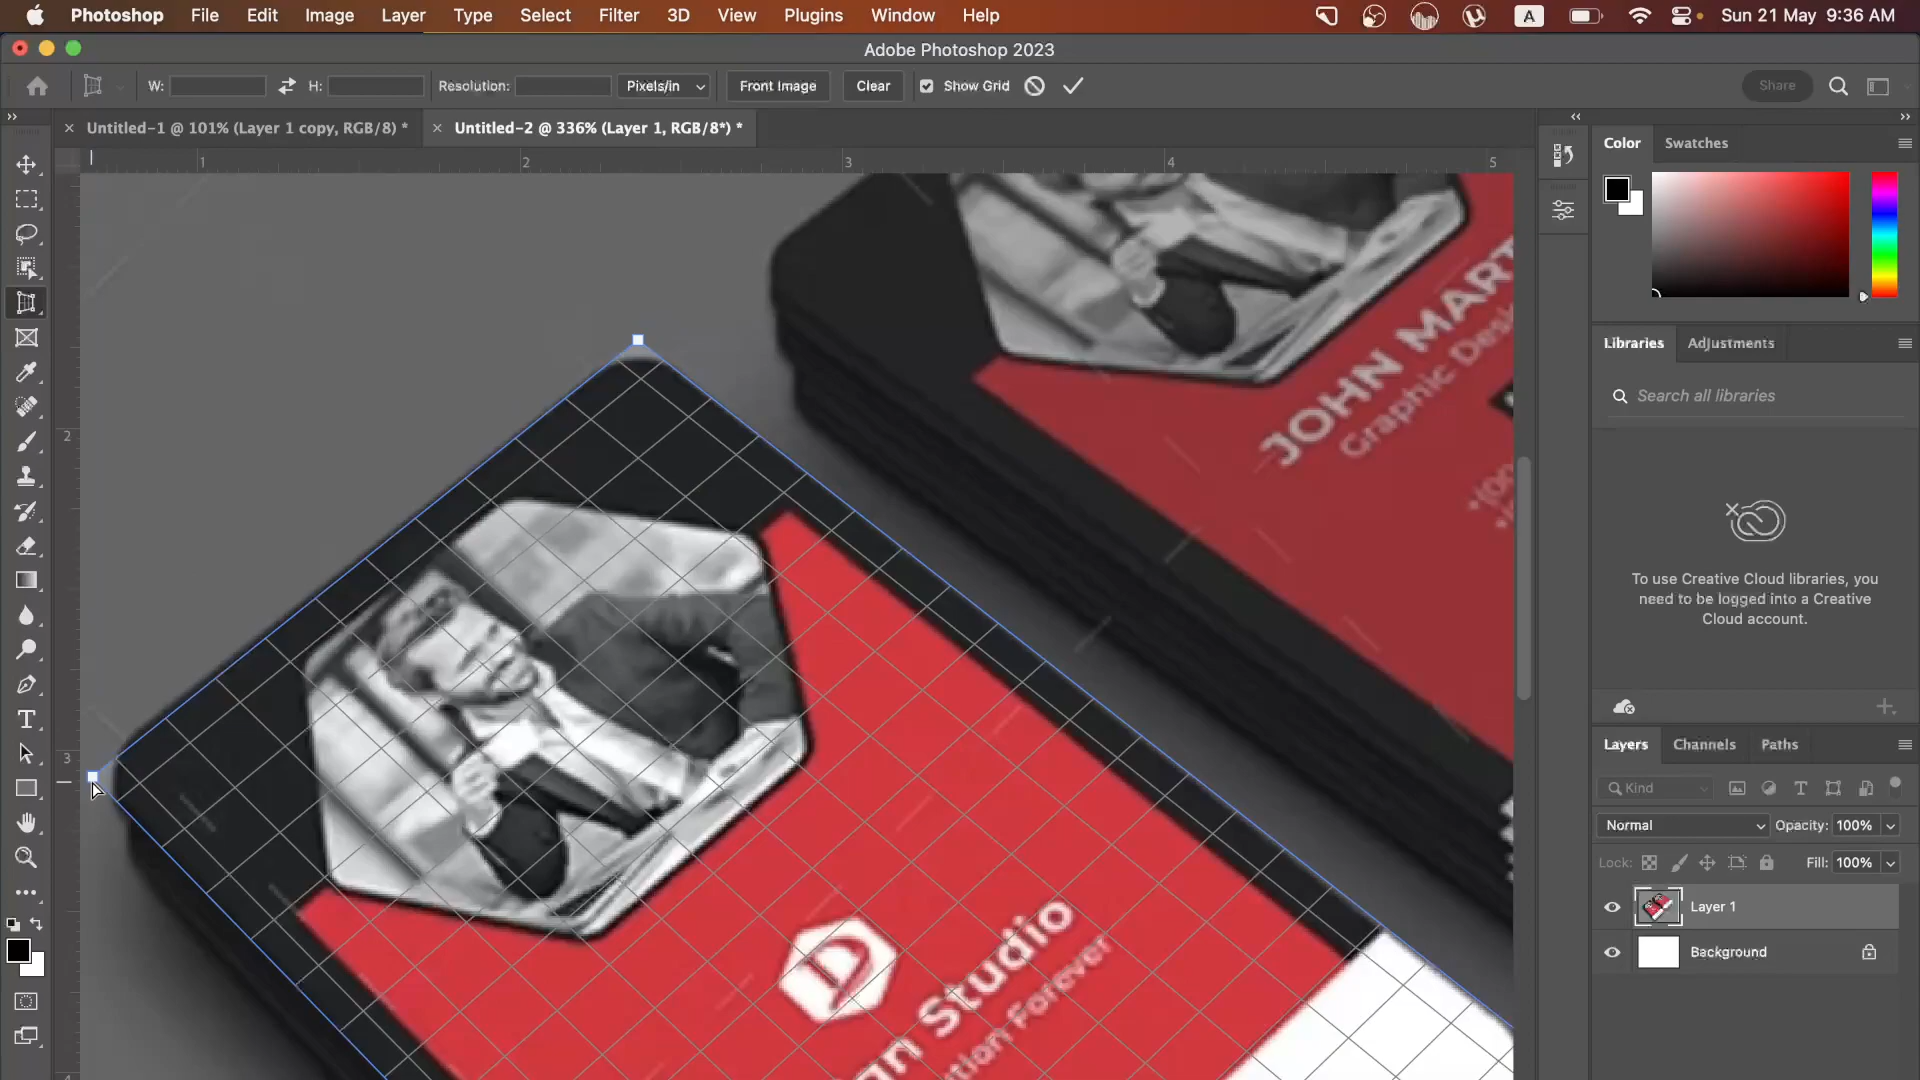 Photoshop File Edit Image Layer Type Select Filter 3D View Plugins Window Help A Sun 21 May 9:36 AM
Adobe Photoshop 2023
W: H: Resolution: Pixels/in Front Image Clear Show Grid Share
Untitled-1 @ 101% (Layer 1 copy, RGB/8) * Untitled-2 @ 336% (Layer 1, RGB/8*) *
1 2 3 4 5
2
3
4
JOHN MART
Graphic Desi
*(00
Studio
Forever
Color Swatches
Libraries Adjustments
Search all libraries
To use Creative Cloud libraries, you
need to be logged into a Creative
Cloud account.
Layers Channels Paths
Kind
Normal Opacity: 100%
Lock: Fill: 100%
Layer 1
Background